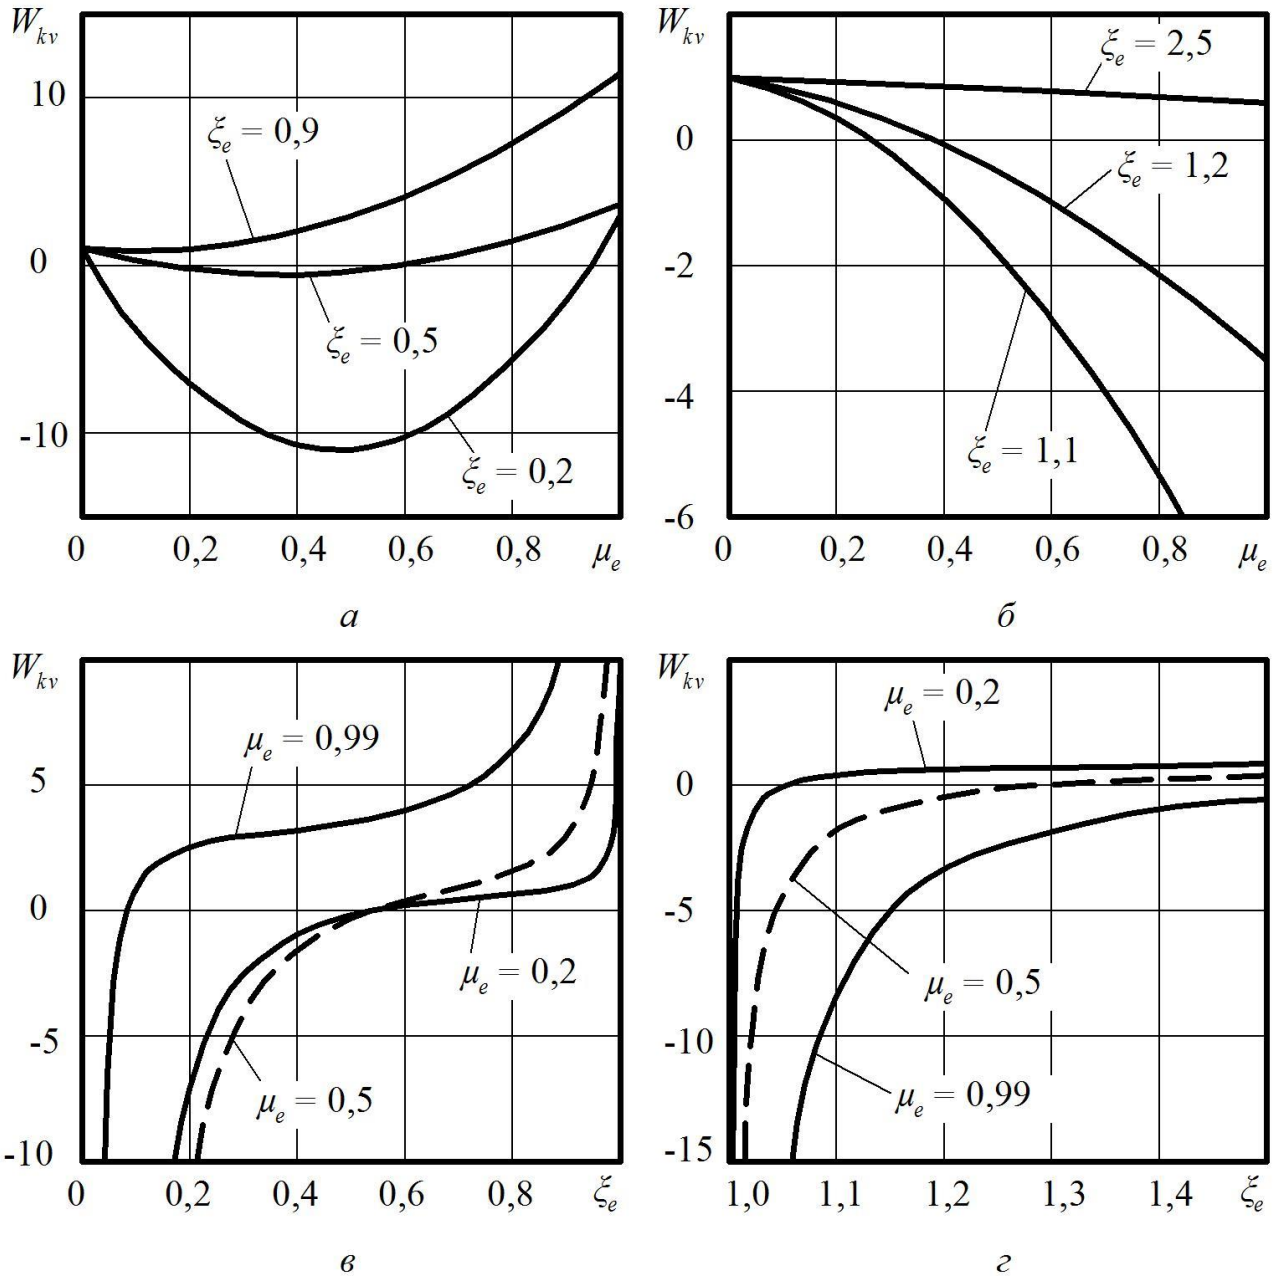 W_kv
10
0
-10
ξ_e = 0,9
ξ_e = 0,5
ξ_e = 0,2
0 0,2 0,4 0,6 0,8 μ_e
а
W_kv
0
-2
-4
-6
ξ_e = 2,5
ξ_e = 1,2
ξ_e = 1,1
0 0,2 0,4 0,6 0,8 μ_e
б
W_kv
5
0
-5
-10
μ_e = 0,99
μ_e = 0,2
μ_e = 0,5
0 0,2 0,4 0,6 0,8 ξ_e
в
W_kv
0
-5
-10
-15
μ_e = 0,2
μ_e = 0,5
μ_e = 0,99
1,0 1,1 1,2 1,3 1,4 ξ_e
г